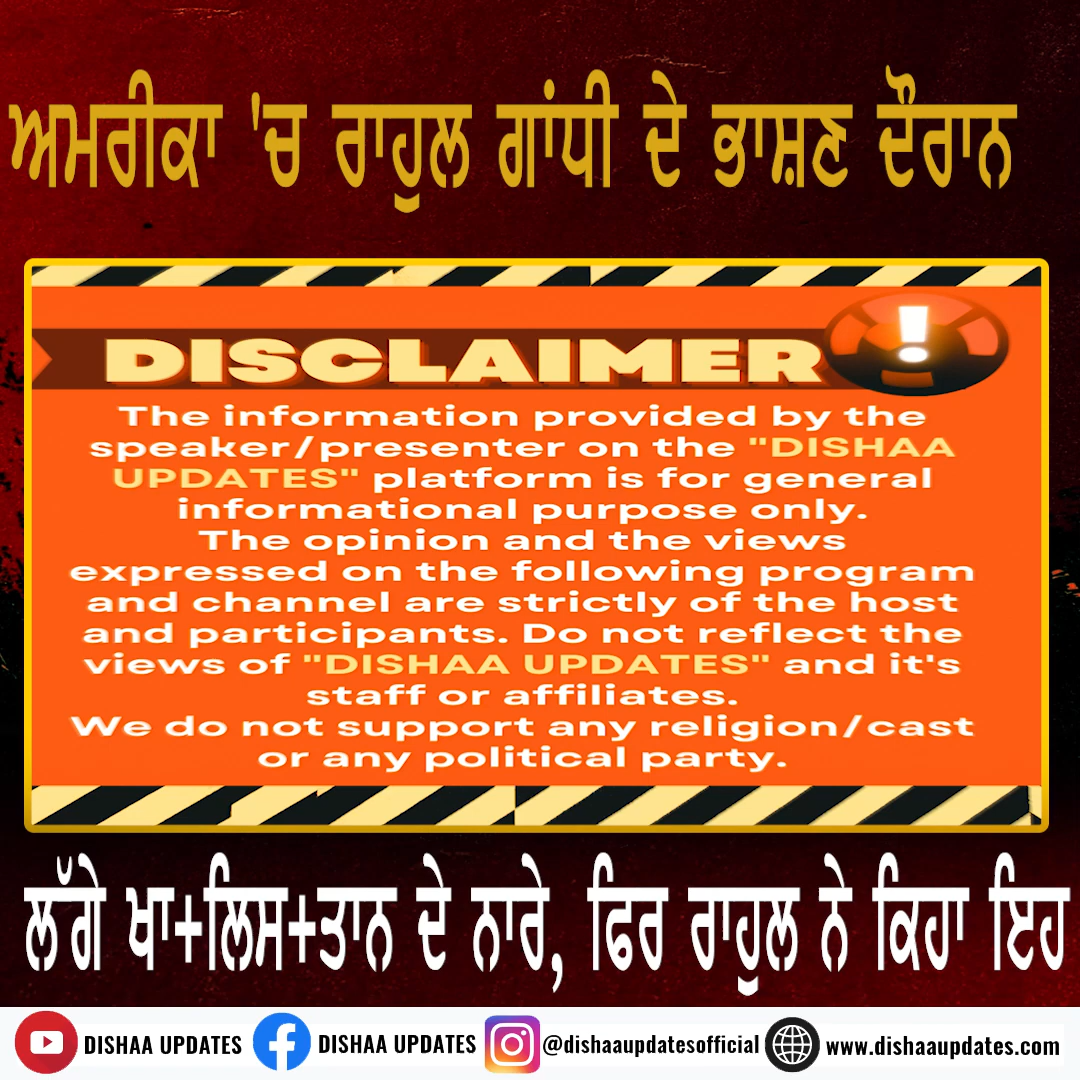 ਅਮਰੀਕਾ 'ਚ ਰਾਹੁਲ ਗਾਂਧੀ ਦੇ ਭਾਸ਼ਣ ਦੌਰਾਨ
DISCLAIMER
The information provided by the
speaker/presenter on the "DISHAA
UPDATES" platform is for general
informational purpose only.
The opinion and the views
expressed on the following program
and channel are strictly of the host
and participants. Do not reflect the
views of "DISHAA UPDATES" and it's
staff or affiliates.
We do not support any religion/cast
or any political party.
ਲੱਗੇ ਖਾ+ਲਿਸ+ਤਾਨ ਦੇ ਨਾਰੇ, ਫਿਰ ਰਾਹੁਲ ਨੇ ਕਿਹਾ ਇਹ
DISHAA UPDATES DISHAA UPDATES @dishaaupdatesofficial www.dishaaupdates.com